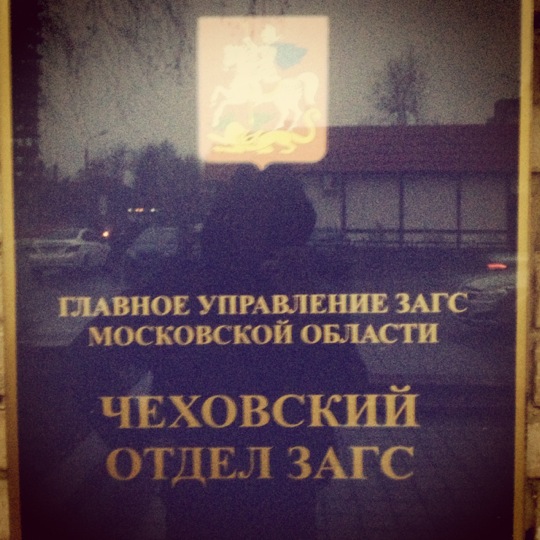 ГЛАВНОЕ УПРАВЛЕНИЕ ЗАГС
МОСКОВСКОЙ ОБЛАСТИ
ЧЕХОВСКИЙ
ОТДЕЛ ЗАГС